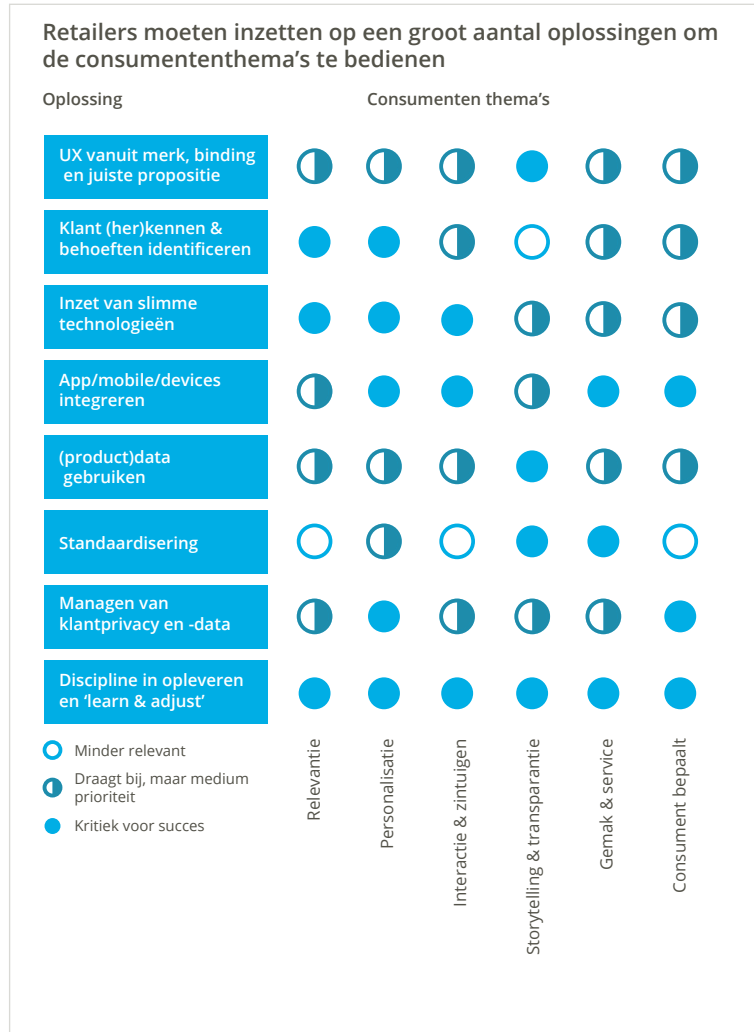 Retailers moeten inzetten op een groot aantal oplossingen om
de consumententhema's te bedienen
Oplossing
Consumenten thema's
UX vanuit merk, binding
en juiste propositie
Klant (her)kennen &
behoeften identificeren
Inzet van slimme
technologieën
App/mobile/devices
integreren
(product)data
gebruiken
Standaardisering
Managen van
klantprivacy en -data
Discipline in opleveren
en ‘learn & adjust’
Minder relevant
Draagt bij, maar medium
prioriteit
Kritiek voor succes
Relevantie
Personalisatie
Interactie & zintuigen
Storytelling & transparantie
Gemak & service
Consument bepaalt